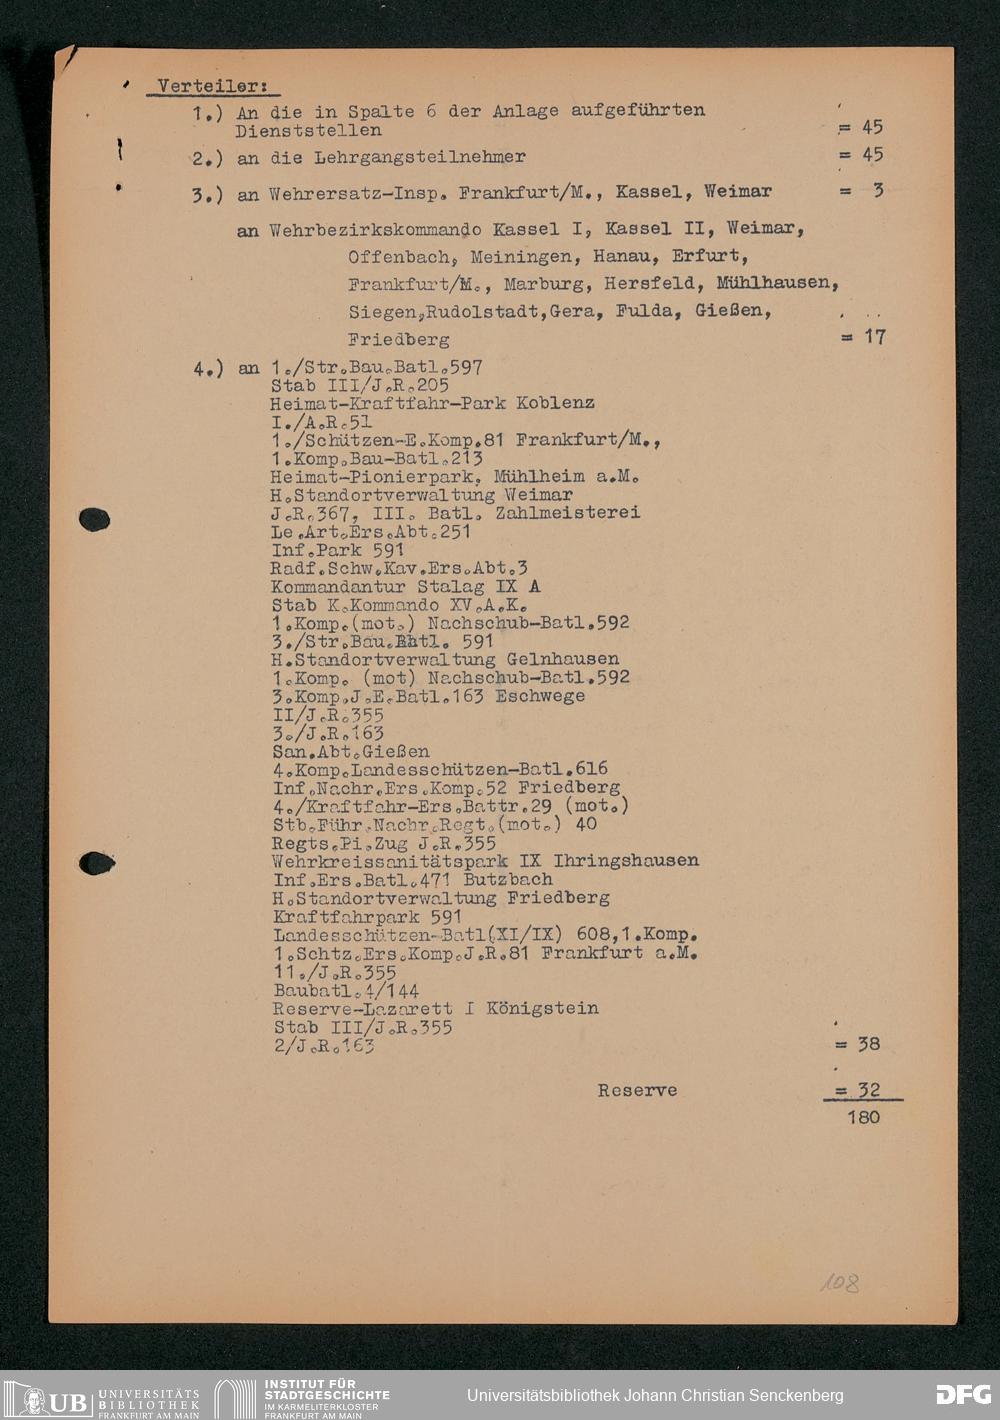 Verteiler:
1.) An die in Spalte 6 der Anlage aufgeführten
Dienststellen = 45
2.) an die Lehrgangsteilnehmer = 45
3.) an Wehrersatz-Insp. Frankfurt/M., Kassel, Weimar = 3
an Wehrbezirkskommando Kassel I, Kassel II, Weimar,
Offenbach, Meiningen, Hanau, Erfurt,
Frankfurt/M., Marburg, Hersfeld, Mühlhausen,
Siegen,Rudolstadt,Gera, Fulda, Gießen,
Friedberg = 17
4.) an 1./Str.Bau.Batl.597
Stab III/J.R.205
Heimat-Kraftfahr-Park Koblenz
I./A.R.51
1./Schützen-E.Komp.81 Frankfurt/M.,
1.Komp.Bau-Batl.213
Heimat-Pionierpark, Mühlheim a.M.
H.Standortverwaltung Weimar
J.R.367, III. Batl. Zahlmeisterei
Le.Art.Ers.Abt.251
Inf.Park 591
Radf.Schw.Kav.Ers.Abt.3
Kommandantur Stalag IX A
Stab K.Kommando XV.A.K.
1.Komp.(mot.) Nachschub-Batl.592
3./Str.Bau.Batl. 591
H.Standortverwaltung Gelnhausen
1.Komp. (mot) Nachschub-Batl.592
3.Komp.J.E.Batl.163 Eschwege
II/J.R.355
3./J.R.163
San.Abt.Gießen
4.Komp.Landesschützen-Batl.616
Inf.Nachr.Ers.Komp.52 Friedberg
4./Kraftfahr-Ers.Battr.29 (mot.)
Stb.Führ.Nachr.Regt.(mot.) 40
Regts.Pi.Zug J.R.355
Wehrkreissanitätspark IX Ihringshausen
Inf.Ers.Batl.471 Butzbach
H.Standortverwaltung Friedberg
Kraftfahrpark 591
Landesschützen-Batl(XI/IX) 608,1.Komp.
1.Schtz.Ers.Komp.J.R.81 Frankfurt a.M.
11./J.R.355
Baubatl.4/144
Reserve-Lazarett I Königstein
Stab III/J.R.355
2/J.R.163 = 38
Reserve = 32
180
108
UB UNIVERSITÄTS
BIBLIOTHEK
FRANKFURT AM MAIN
INSTITUT FÜR
STADTGESCHICHTE
IM KARMELITERKLOSTER
FRANKFURT AM MAIN
Universitätsbibliothek Johann Christian Senckenberg
DFG